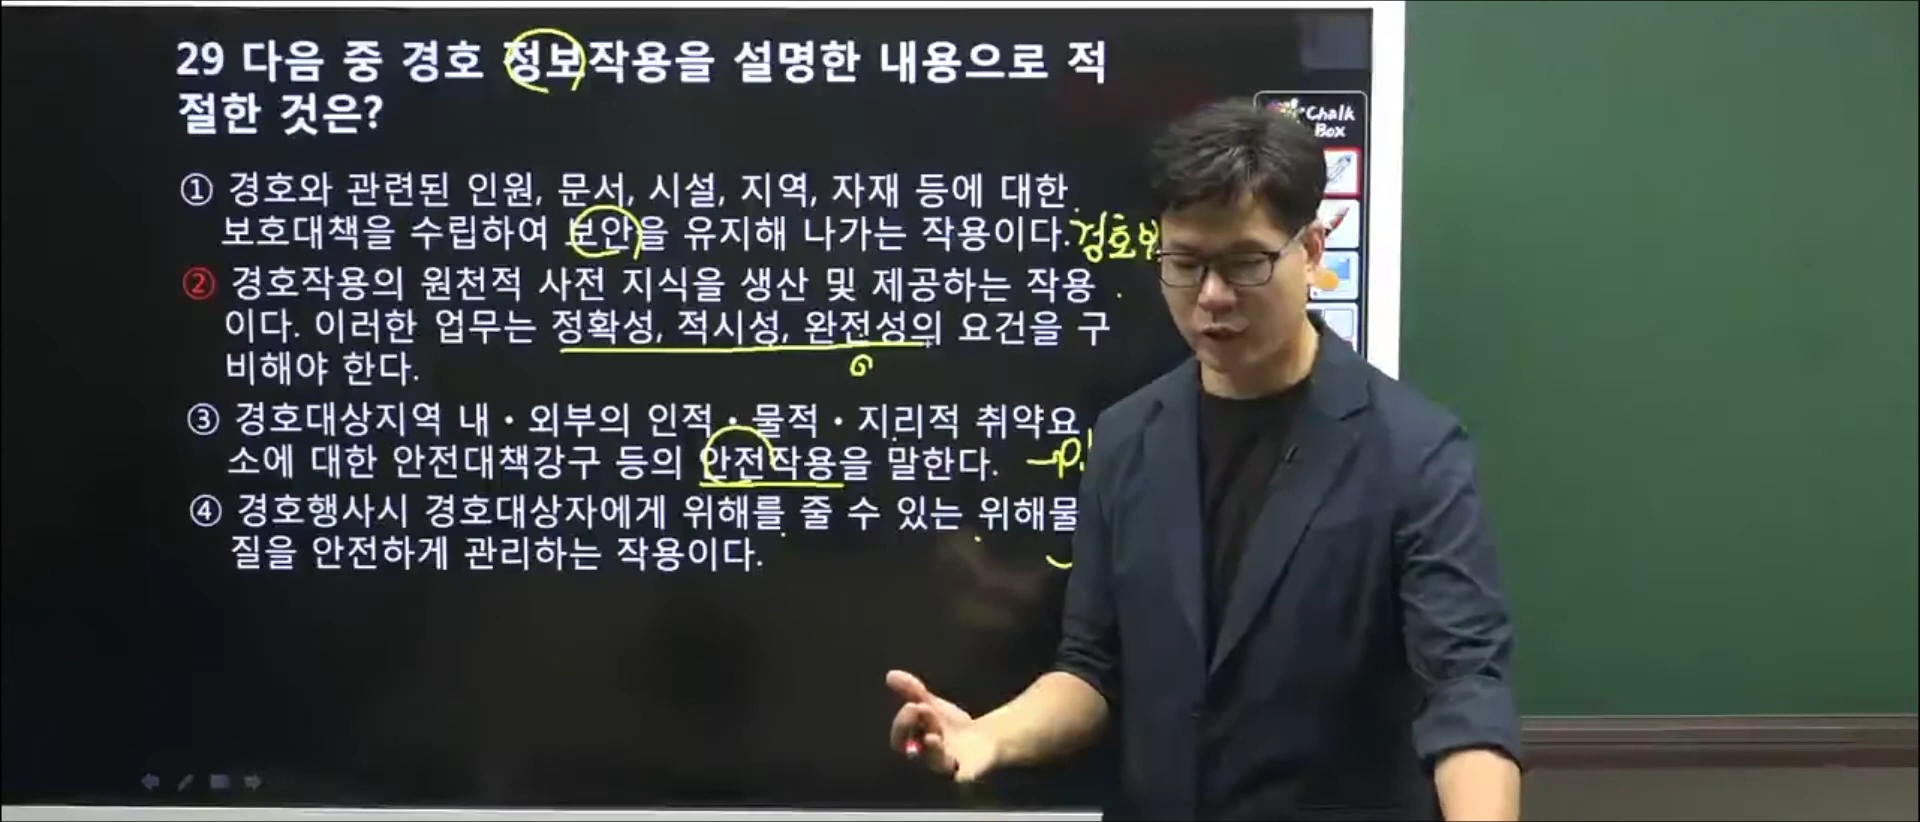 29 다음 중 경호 정보작용을 설명한 내용으로 적
절한 것은?
Chalk
Box
① 경호와 관련된 인원, 문서, 시설, 지역, 자재 등에 대한
보호대책을 수립하여 보안을 유지해 나가는 작용이다. 경호
② 경호작용의 원천적 사전 지식을 생산 및 제공하는 작용
이다. 이러한 업무는 정확성, 적시성, 완전성의 요건을 구
비해야 한다.
③ 경호대상지역 내·외부의 인적·물적·지리적 취약요
소에 대한 안전대책강구 등의 안전작용을 말한다.
④ 경호행사시 경호대상자에게 위해를 줄 수 있는 위해물
질을 안전하게 관리하는 작용이다.